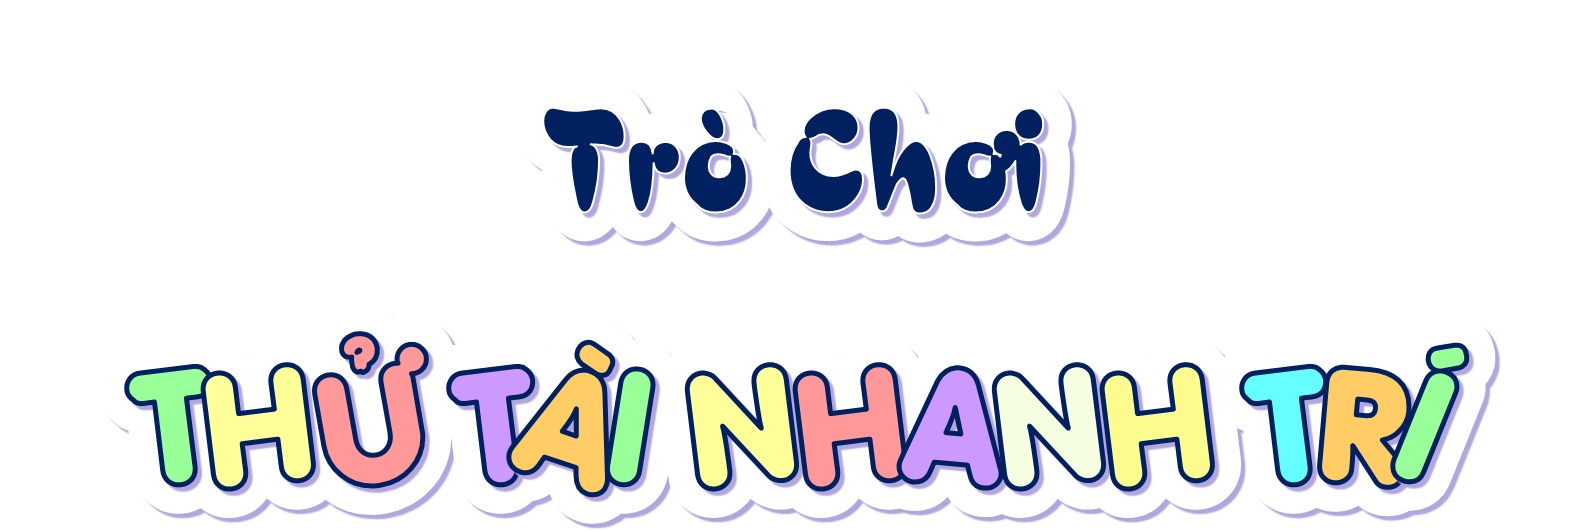 Trò Chơi
THỬ TÀI NHANH TRÍ